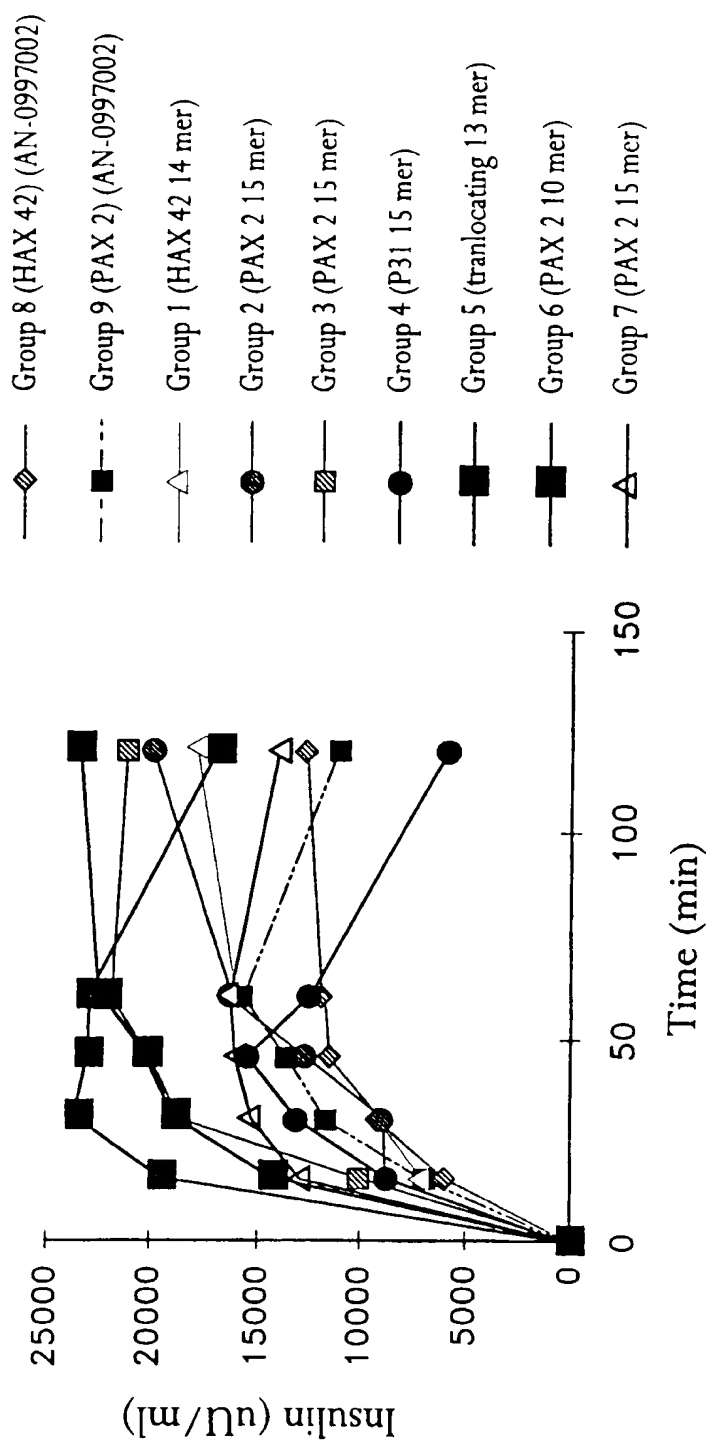 Insulin (uU/ml)
25000
20000
15000
10000
5000
0
0
50
100
150
Time (min)
Group 8 (HAX 42) (AN-0997002)
Group 9 (PAX 2) (AN-0997002)
Group 1 (HAX 42 14 mer)
Group 2 (PAX 2 15 mer)
Group 3 (PAX 2 15 mer)
Group 4 (P31 15 mer)
Group 5 (tranlocating 13 mer)
Group 6 (PAX 2 10 mer)
Group 7 (PAX 2 15 mer)